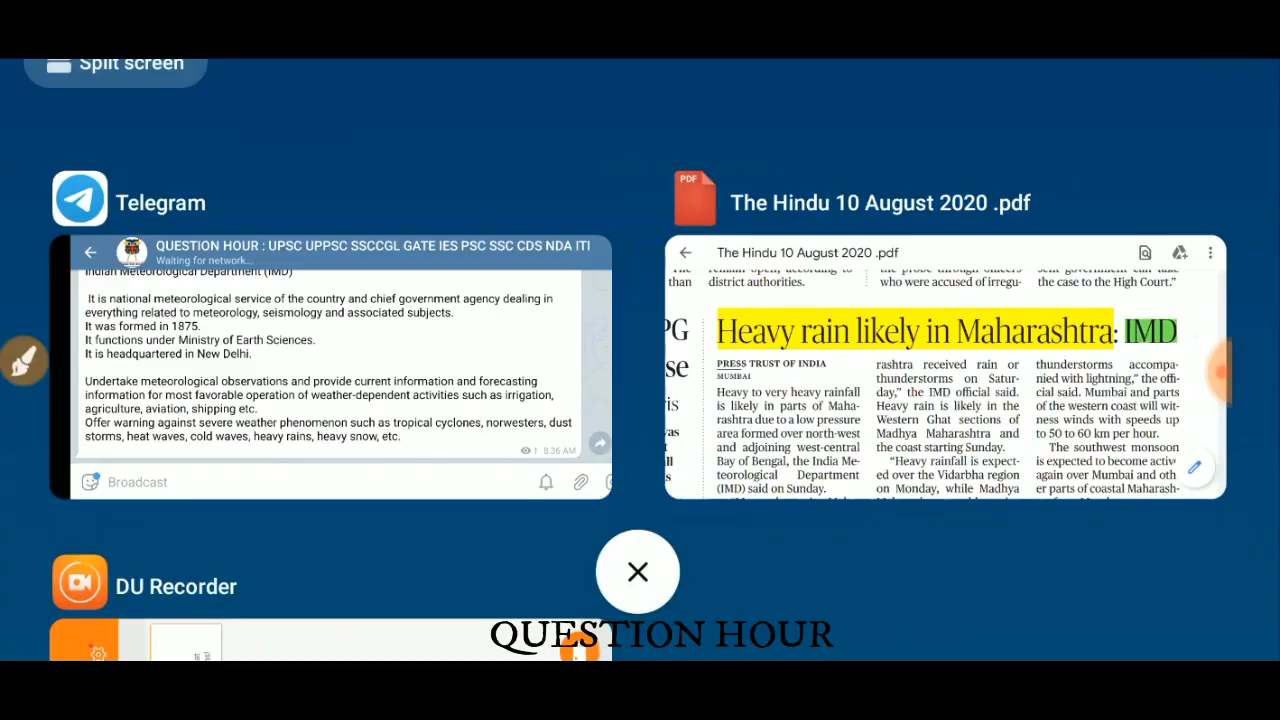 Split screen
Telegram
QUESTION HOUR : UPSC UPPSC SSCCGL GATE IES PSC SSC CDS NDA ITI
Waiting for network...
Indian Meteorological Department (IMD)
It is national meteorological service of the country and chief government agency dealing in
everything related to meteorology, seismology and associated subjects.
It was formed in 1875.
It functions under Ministry of Earth Sciences.
It is headquartered in New Delhi.
Undertake meteorological observations and provide current information and forecasting
information for most favorable operation of weather-dependent activities such as irrigation,
agriculture, aviation, shipping etc.
Offer warning against severe weather phenomenon such as tropical cyclones, norwesters, dust
storms, heat waves, cold waves, heavy rains, heavy snow, etc.
1 8:36 AM
Broadcast
PDF
The Hindu 10 August 2020 .pdf
The Hindu 10 August 2020 .pdf
than
district authorities.
who were accused of irregu-
the case to the High Court."
PG
se
Heavy rain likely in Maharashtra: IMD
PRESS TRUST OF INDIA
MUMBAI
Heavy to very heavy rainfall
is likely in parts of Maha-
rashtra due to a low pressure
area formed over north-west
and adjoining west-central
Bay of Bengal, the India Me-
teorological Department
(IMD) said on Sunday.
rashtra received rain or
thunderstorms on Satur-
day," the IMD official said.
Heavy rain is likely in the
Western Ghat sections of
Madhya Maharashtra and
the coast starting Sunday.
"Heavy rainfall is expect-
ed over the Vidarbha region
on Monday, while Madhya
thunderstorms accompa-
nied with lightning," the offi-
cial said. Mumbai and parts
of the western coast will wit-
ness winds with speeds up
to 50 to 60 km per hour.
The southwest monsoon
is expected to become active
again over Mumbai and oth-
er parts of coastal Maharash-
DU Recorder
QUESTION HOUR